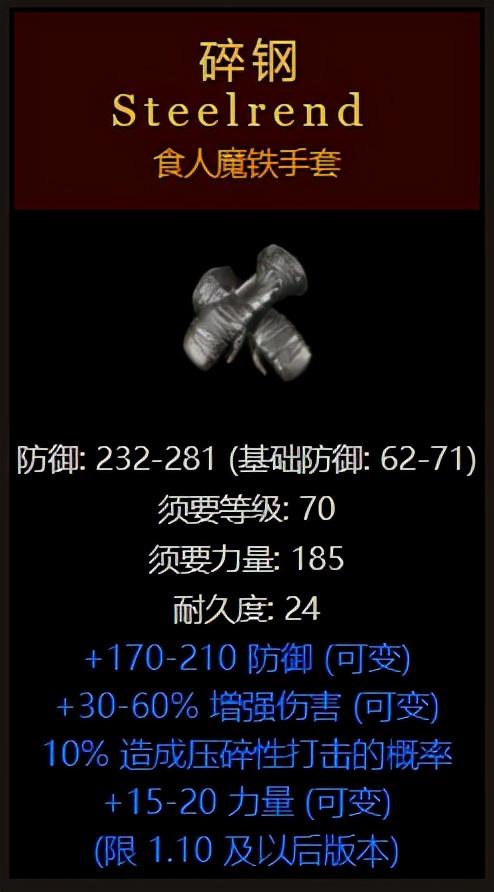 碎钢
Steelrend
食人魔铁手套
防御: 232-281 (基础防御: 62-71)
须要等级: 70
须要力量: 185
耐久度: 24
+170-210 防御 (可变)
+30-60% 增强伤害 (可变)
10% 造成压碎性打击的概率
+15-20 力量 (可变)
(限 1.10 及以后版本)